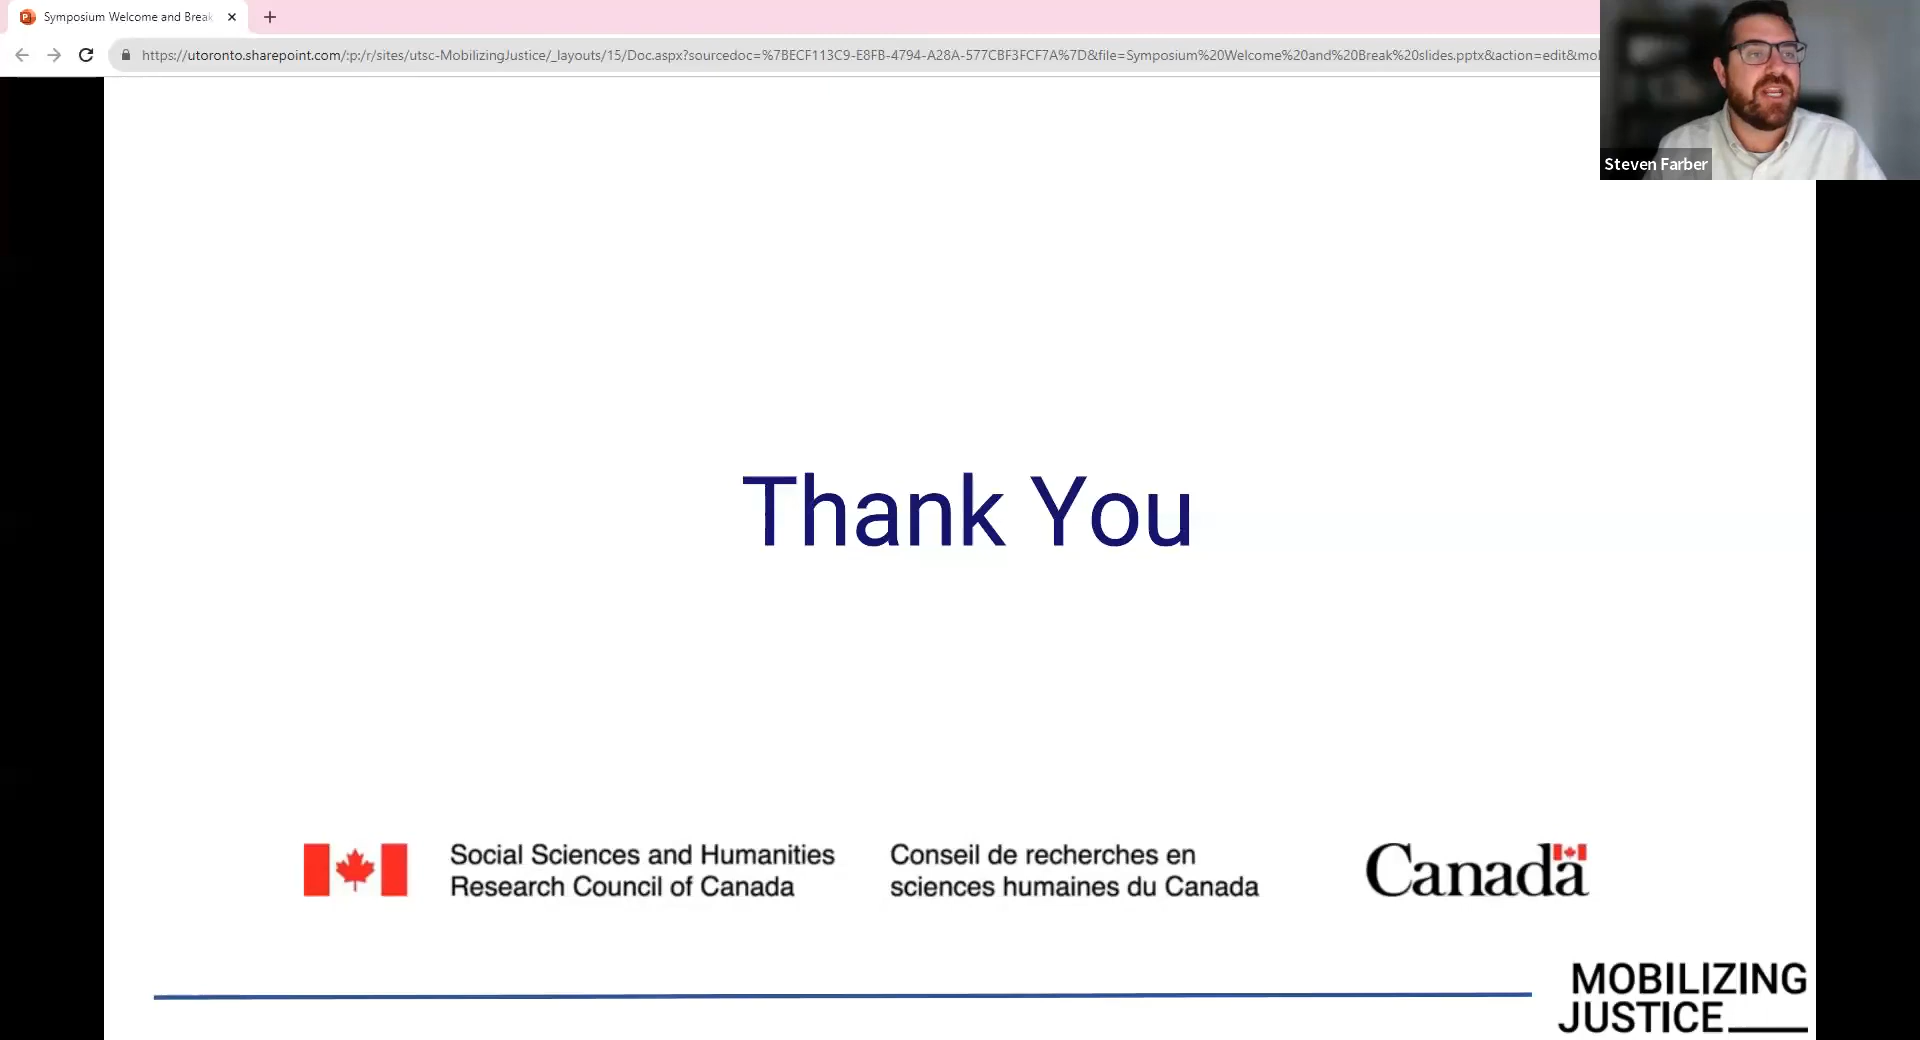 Symposium Welcome and Break
https://utoronto.sharepoint.com/:p:/r/sites/utsc-MobilizingJustice/_layouts/15/Doc.aspx?sourcedoc=%7BECF113C9-E8FB-4794-A28A-577CBF3FCF7A%7D&file=Symposium%20Welcome%20and%20Break%20slides.pptx&action=edit&mo
Steven Farber
Thank You
Social Sciences and Humanities
Research Council of Canada
Conseil de recherches en
sciences humaines du Canada
Canada
MOBILIZING
JUSTICE